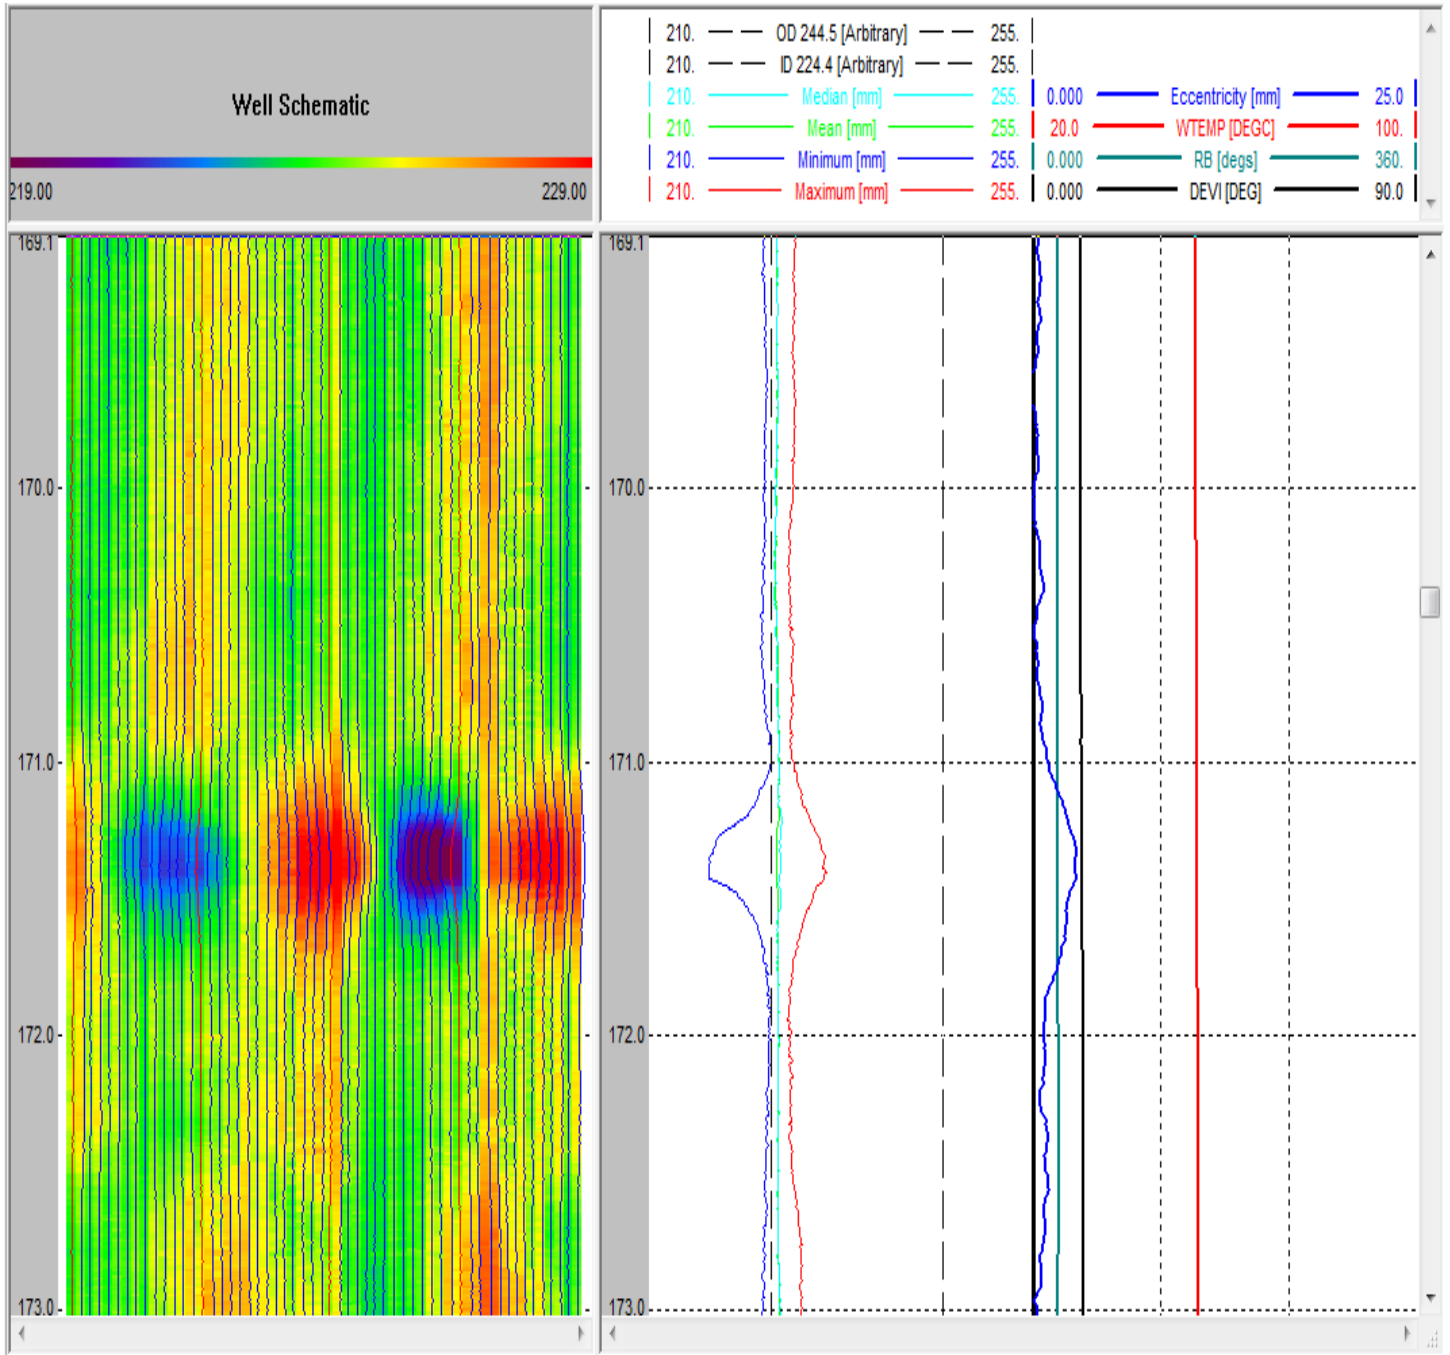 Well Schematic
219.00 229.00
210. OD 244.5 [Arbitrary] 255.
210. ID 224.4 [Arbitrary] 255.
210. Median [mm] 255. 0.000 Eccentricity [mm] 25.0
210. Mean [mm] 255. 20.0 WTEMP [DEGC] 100.
210. Minimum [mm] 255. 0.000 RB [degs] 360.
210. Maximum [mm] 255. 0.000 DEVI [DEG] 90.0
169.1 169.1
170.0 170.0
171.0 171.0
172.0 172.0
173.0 173.0